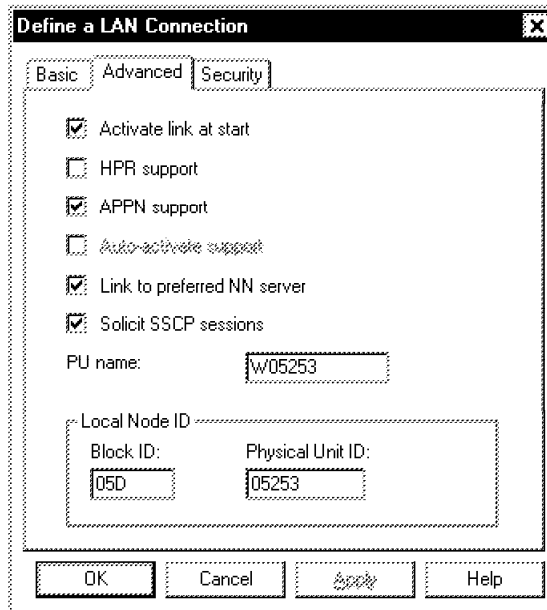 Define a LAN Connection
Basic Advanced Security
Activate link at start
HPR support
APPN support
Auto-activate support
Link to preferred NN server
Solicit SSCP sessions
PU name: W05253
Local Node ID
Block ID: Physical Unit ID:
05D 05253
OK Cancel Apply Help